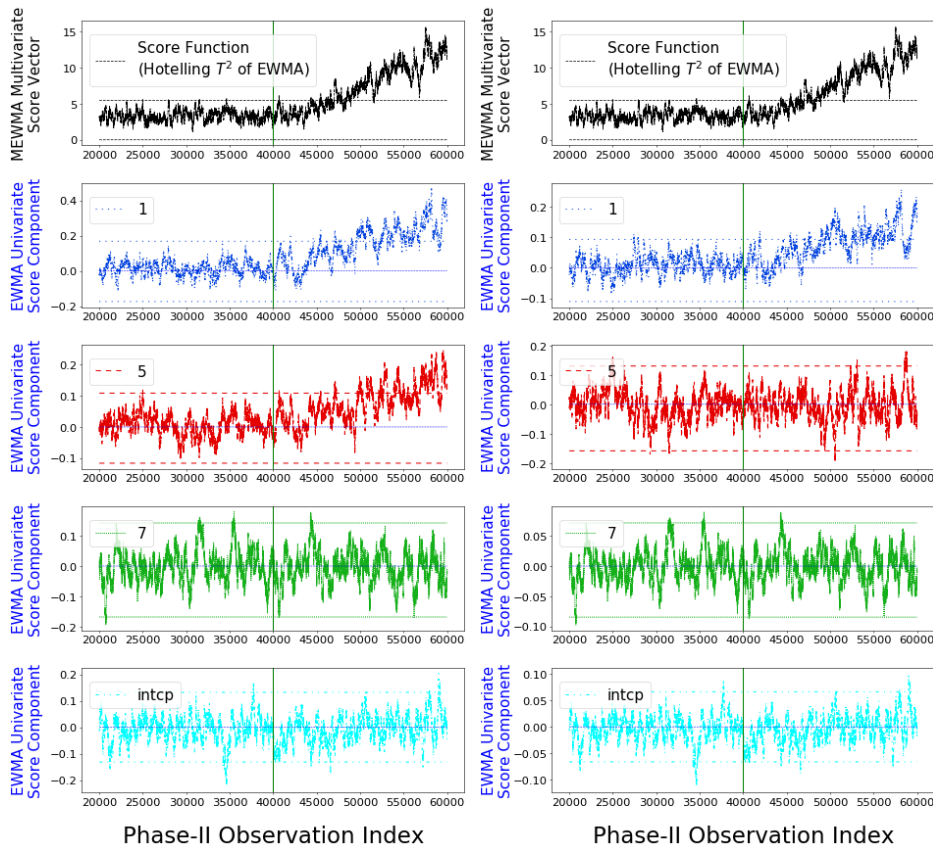 MEWMA Multivariate
Score Vector
15
10
5
0
Score Function
(Hotelling T² of EWMA)
20000 25000 30000 35000 40000 45000 50000 55000 60000
MEWMA Multivariate
Score Vector
15
10
5
0
Score Function
(Hotelling T² of EWMA)
20000 25000 30000 35000 40000 45000 50000 55000 60000
EWMA Univariate
Score Component
0.4
0.2
0.0
−0.2
1
20000 25000 30000 35000 40000 45000 50000 55000 60000
EWMA Univariate
Score Component
0.2
0.1
0.0
−0.1
1
20000 25000 30000 35000 40000 45000 50000 55000 60000
EWMA Univariate
Score Component
0.2
0.1
0.0
−0.1
5
20000 25000 30000 35000 40000 45000 50000 55000 60000
EWMA Univariate
Score Component
0.2
0.1
0.0
−0.1
−0.2
5
20000 25000 30000 35000 40000 45000 50000 55000 60000
EWMA Univariate
Score Component
0.1
0.0
−0.1
−0.2
7
20000 25000 30000 35000 40000 45000 50000 55000 60000
EWMA Univariate
Score Component
0.05
0.00
−0.05
−0.10
7
20000 25000 30000 35000 40000 45000 50000 55000 60000
EWMA Univariate
Score Component
0.2
0.1
0.0
−0.1
−0.2
intcp
20000 25000 30000 35000 40000 45000 50000 55000 60000
EWMA Univariate
Score Component
0.10
0.05
0.00
−0.05
−0.10
intcp
20000 25000 30000 35000 40000 45000 50000 55000 60000
Phase-II Observation Index
Phase-II Observation Index